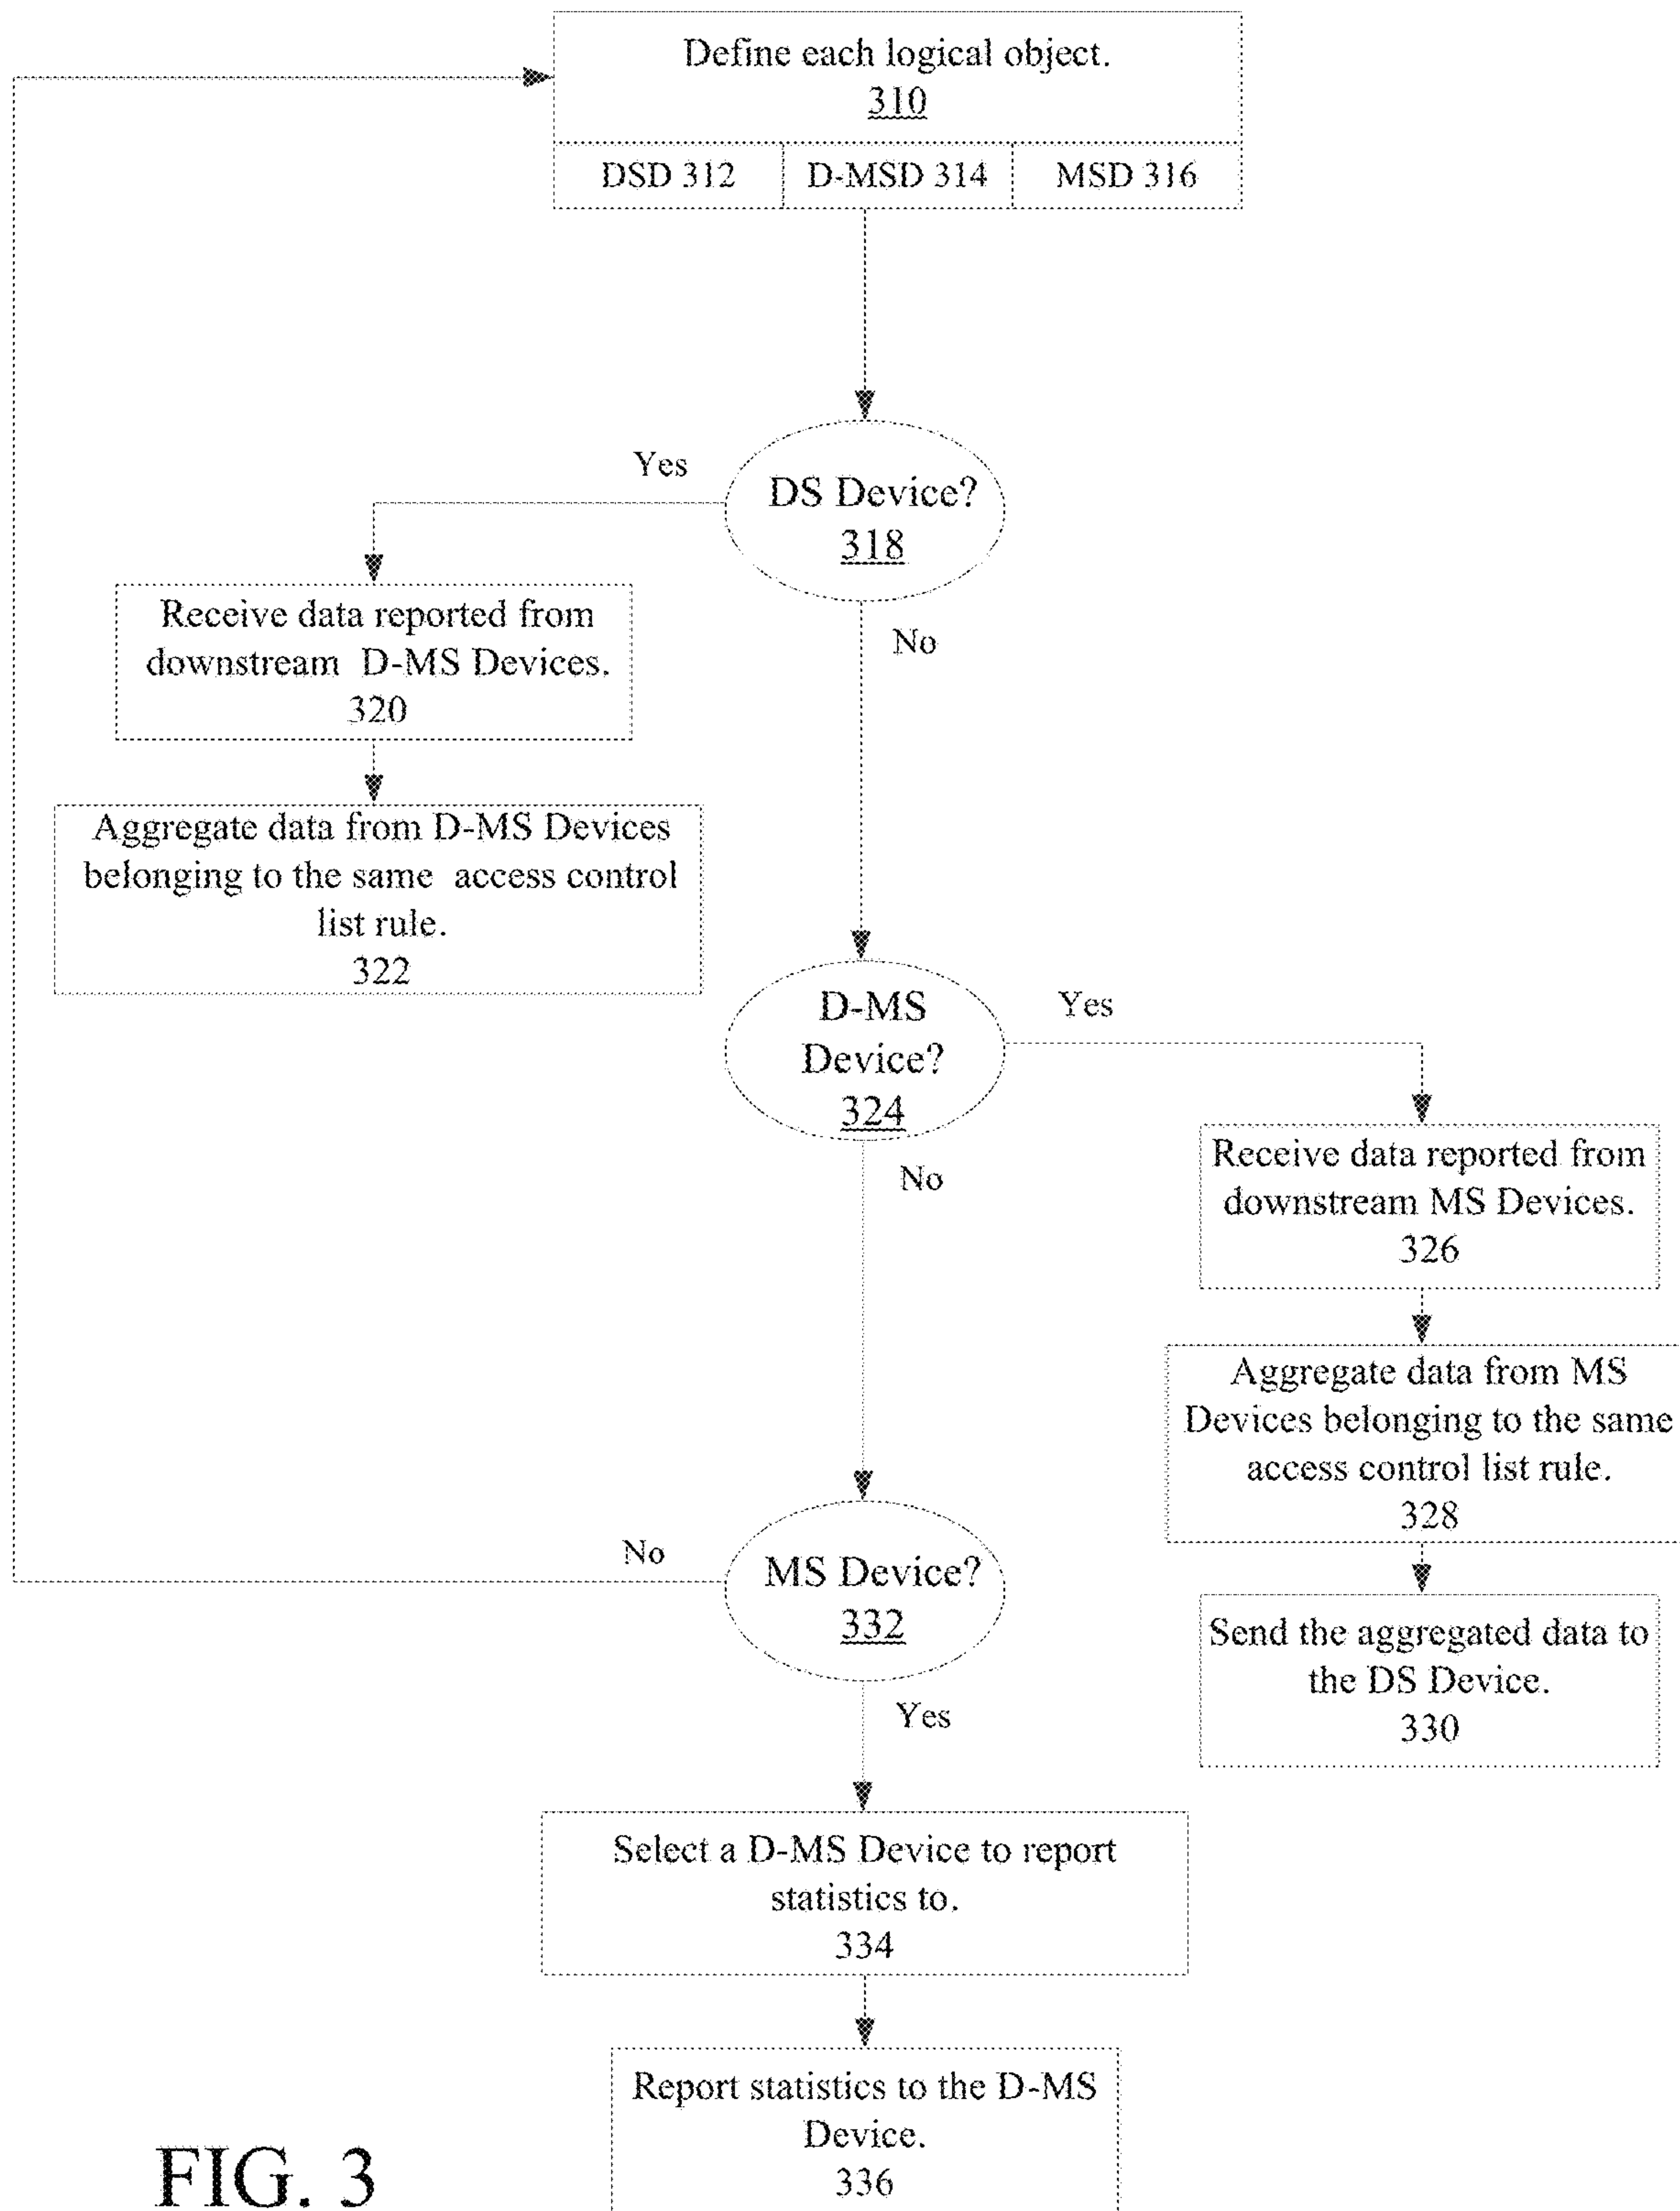 Define each logical object.
310
DSD 312
D-MSD 314
MSD 316
Yes
DS Device?
318
No
Receive data reported from
downstream D-MS Devices.
320
Aggregate data from D-MS Devices
belonging to the same access control
list rule.
322
D-MS
Device?
324
Yes
No
Receive data reported from
downstream MS Devices.
326
Aggregate data from MS
Devices belonging to the same
access control list rule.
328
No
MS Device?
332
Yes
Send the aggregated data to
the DS Device.
330
Select a D-MS Device to report
statistics to.
334
Report statistics to the D-MS
Device.
336
FIG. 3